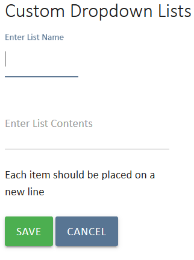 Custom Dropdown Lists
Enter List Name
Enter List Contents
Each item should be placed on a
new line
SAVE
CANCEL